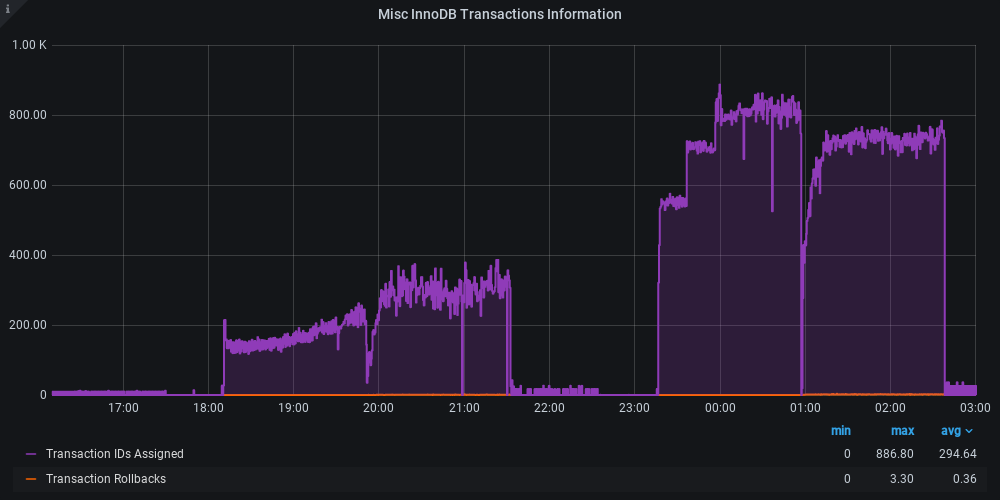 i
Misc InnoDB Transactions Information
1.00 K
800.00
600.00
400.00
200.00
0
17:00 18:00 19:00 20:00 21:00 22:00 23:00 00:00 01:00 02:00 03:00
min max avg
Transaction IDs Assigned 0 886.80 294.64
Transaction Rollbacks 0 3.30 0.36